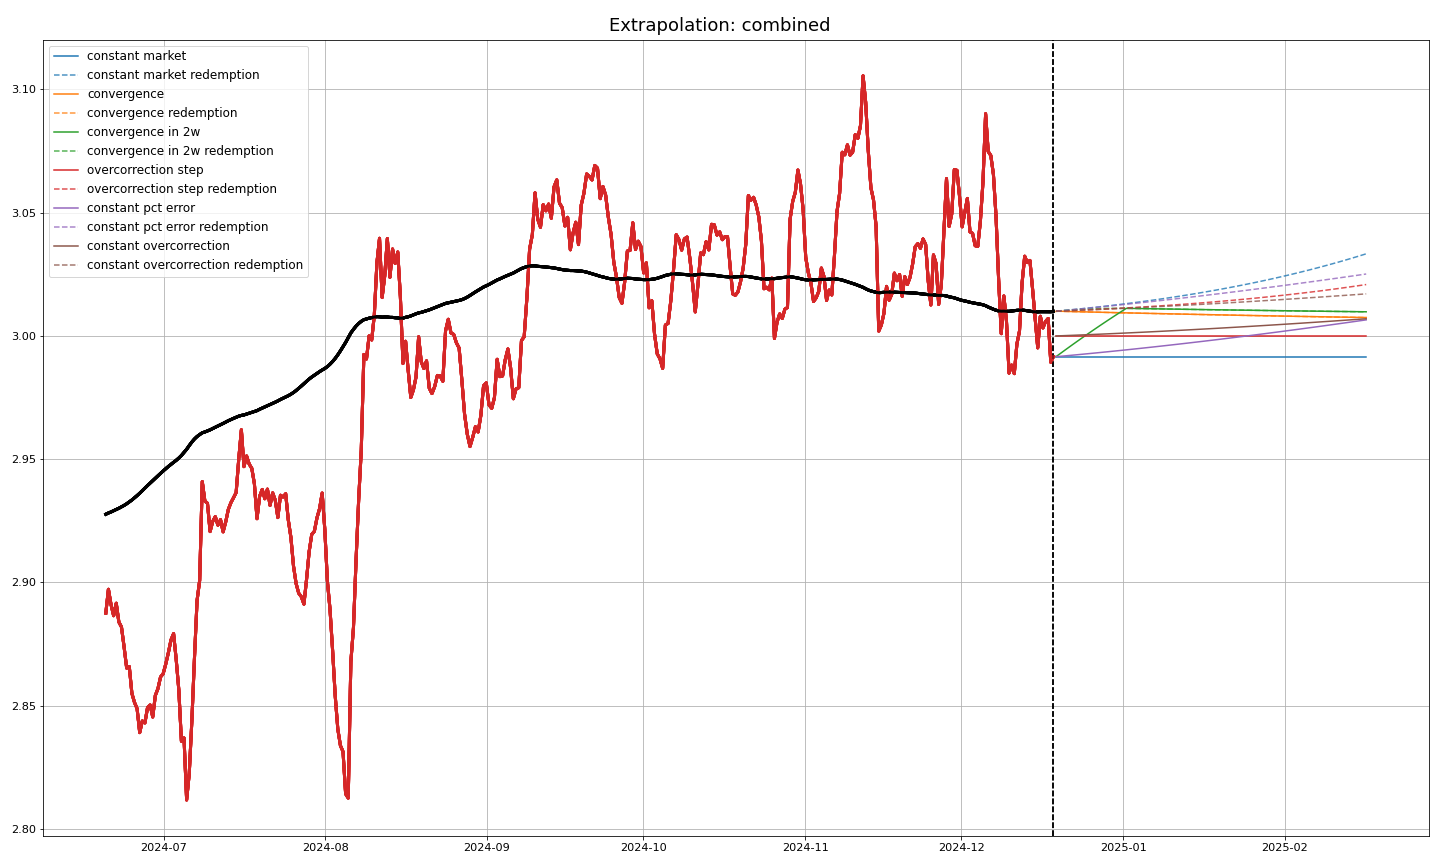 Extrapolation: combined
constant market
constant market redemption
convergence
convergence redemption
convergence in 2w
convergence in 2w redemption
overcorrection step
overcorrection step redemption
constant pct error
constant pct error redemption
constant overcorrection
constant overcorrection redemption
3.10
3.05
3.00
2.95
2.90
2.85
2.80
2024-07 2024-08 2024-09 2024-10 2024-11 2024-12 2025-01 2025-02